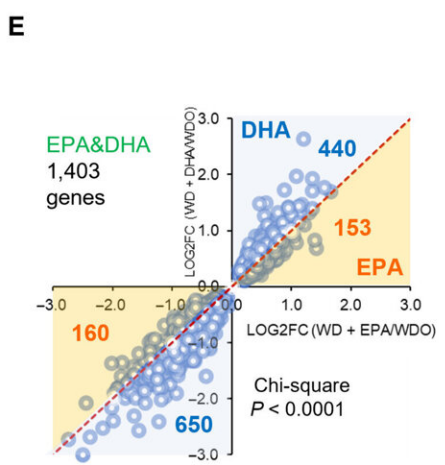 E
EPA&DHA
1,403
genes
LOG2FC (WD + DHA/WDO)
3.0
2.0
1.0
0.0
−1.0
−2.0
−3.0
DHA
440
153
EPA
−3.0 −2.0 −1.0 0.0 1.0 2.0 3.0
LOG2FC (WD + EPA/WDO)
160
650
Chi-square
P < 0.0001